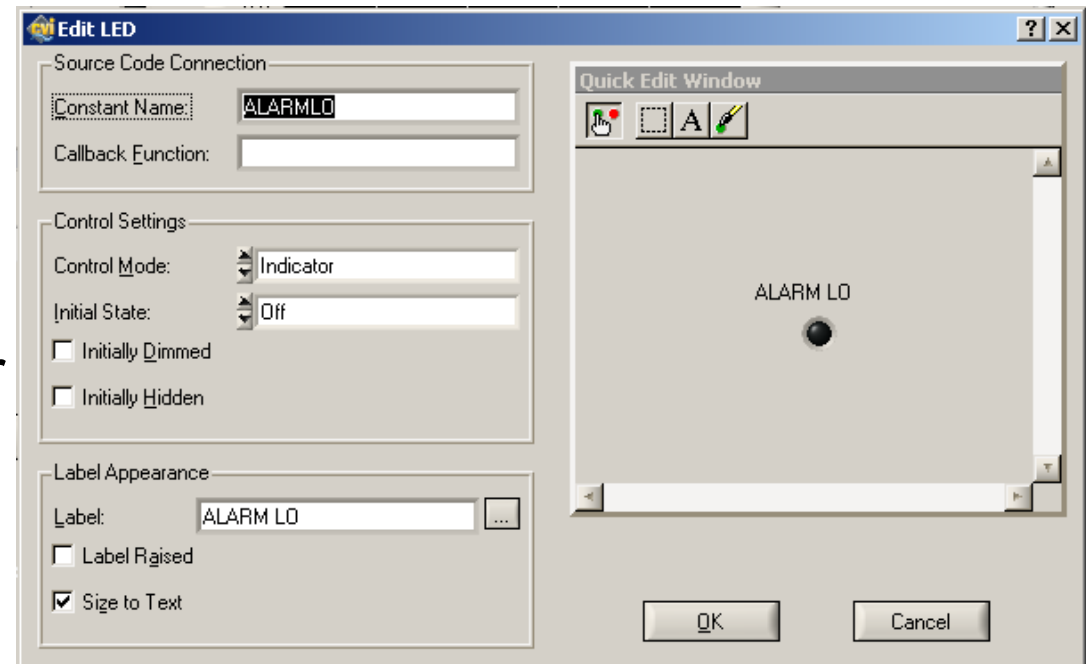 cvi Edit LED
Source Code Connection
Constant Name: ALARMLO
Callback Function:
Control Settings
Control Mode: Indicator
Initial State: Off
Initially Dimmed
Initially Hidden
Label Appearance
Label: ALARM LO ...
Label Raised
Size to Text
Quick Edit Window
A
ALARM LO
OK Cancel